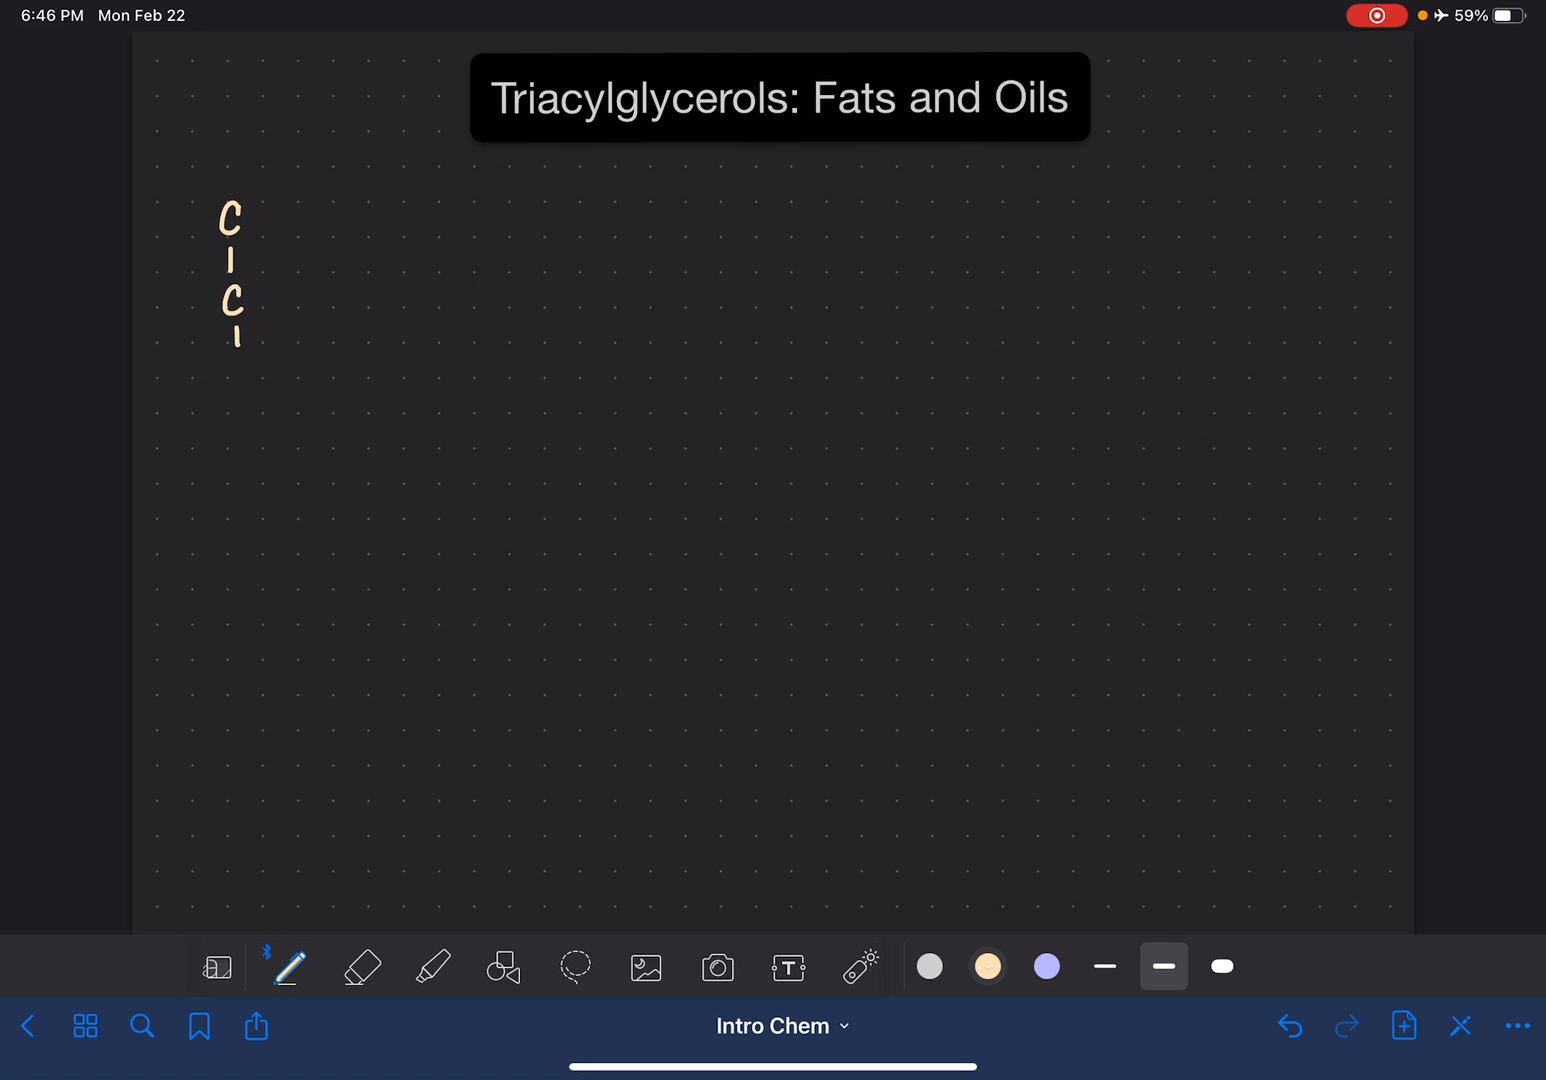 6:46 PM Mon Feb 22
59%
Triacylglycerols: Fats and Oils
C
C
T
Intro Chem